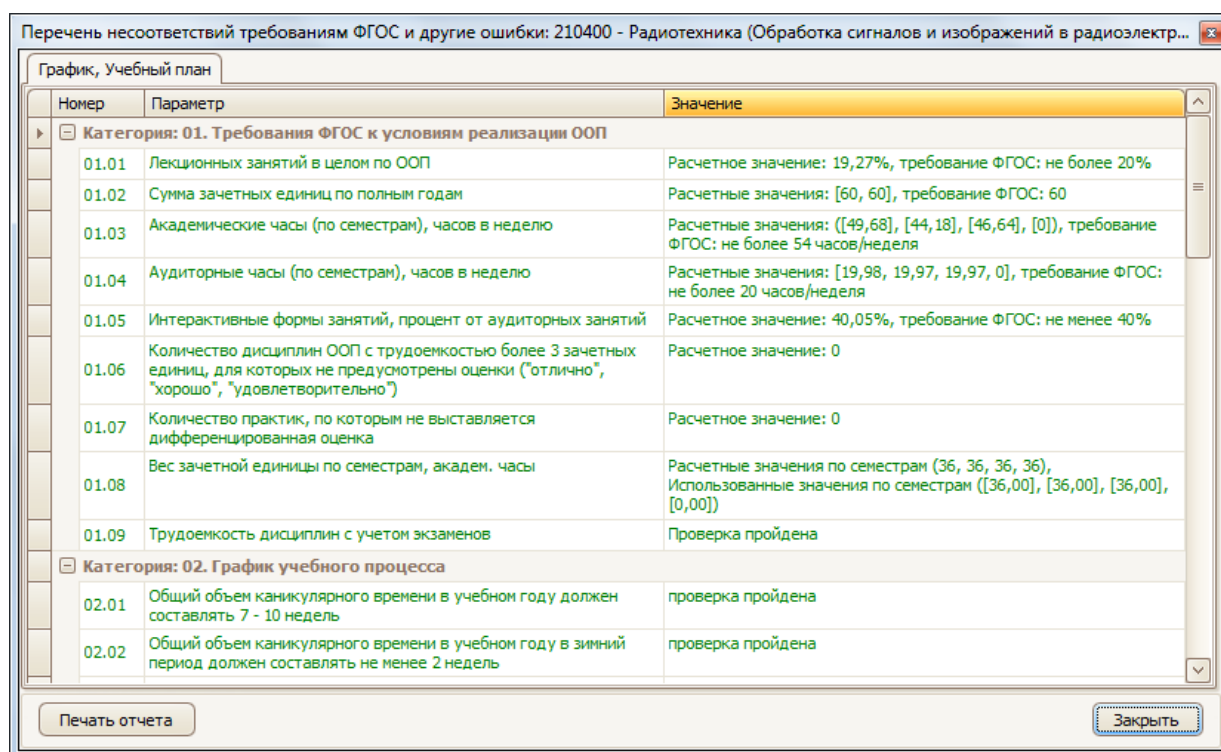 Перечень несоответствий требованиям ФГОС и другие ошибки: 210400 - Радиотехника (Обработка сигналов и изображений в радиоэлектр...
График, Учебный план
Номер Параметр Значение
Категория: 01. Требования ФГОС к условиям реализации ООП
01.01 Лекционных занятий в целом по ООП Расчетное значение: 19,27%, требование ФГОС: не более 20%
01.02 Сумма зачетных единиц по полным годам Расчетные значения: [60, 60], требование ФГОС: 60
01.03 Академические часы (по семестрам), часов в неделю Расчетные значения: ([49,68], [44,18], [46,64], [0]), требование
ФГОС: не более 54 часов/неделя
01.04 Аудиторные часы (по семестрам), часов в неделю Расчетные значения: [19,98, 19,97, 19,97, 0], требование ФГОС:
не более 20 часов/неделя
01.05 Интерактивные формы занятий, процент от аудиторных занятий Расчетное значение: 40,05%, требование ФГОС: не менее 40%
01.06 Количество дисциплин ООП с трудоемкостью более 3 зачетных Расчетное значение: 0
единиц, для которых не предусмотрены оценки ("отлично",
"хорошо", "удовлетворительно")
01.07 Количество практик, по которым не выставляется Расчетное значение: 0
дифференцированная оценка
01.08 Вес зачетной единицы по семестрам, академ. часы Расчетные значения по семестрам (36, 36, 36, 36),
Использованные значения по семестрам ([36,00], [36,00], [36,00],
[0,00])
01.09 Трудоемкость дисциплин с учетом экзаменов Проверка пройдена
Категория: 02. График учебного процесса
02.01 Общий объем каникулярного времени в учебном году должен проверка пройдена
составлять 7 - 10 недель
02.02 Общий объем каникулярного времени в учебном году в зимний проверка пройдена
период должен составлять не менее 2 недель
Печать отчета Закрыть